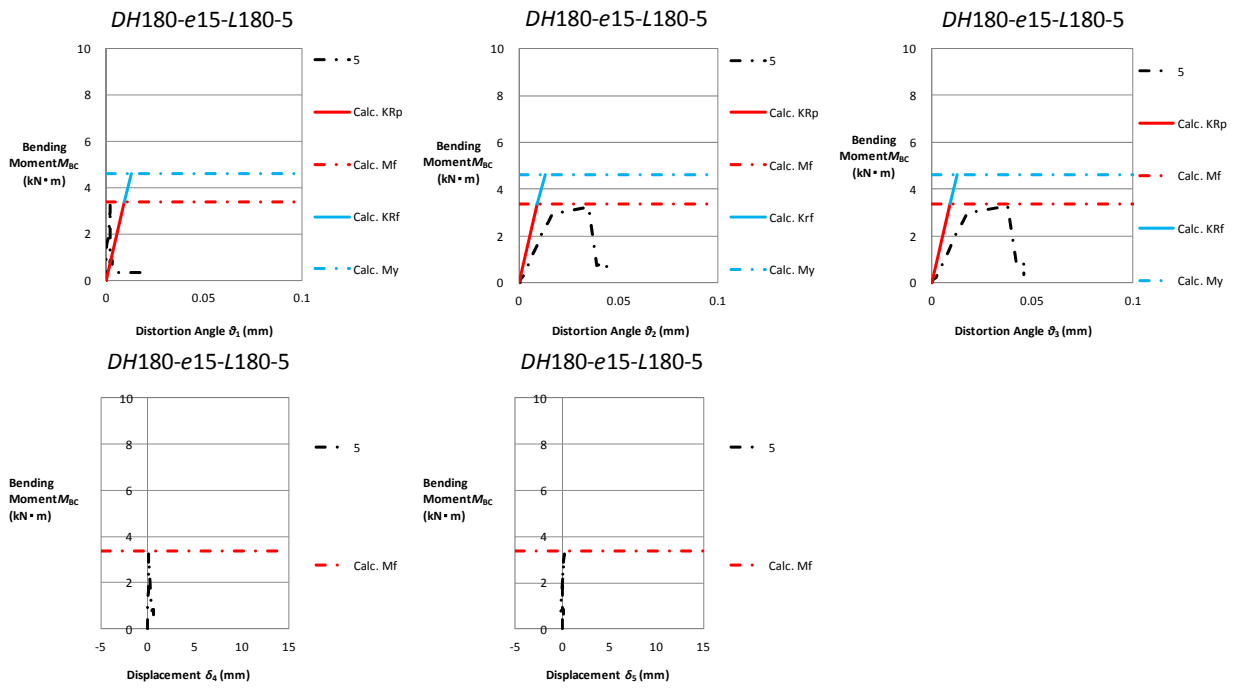 DH180-e15-L180-5
10
8
6
4
2
0
0
0.05
0.1
Bending
Moment MBC
(kN・m)
Distortion Angle ϑ1 (mm)
5
Calc. KRp
Calc. Mf
Calc. KRf
Calc. My
DH180-e15-L180-5
10
8
6
4
2
0
0
0.05
0.1
Bending
Moment MBC
(kN・m)
Distortion Angle ϑ2 (mm)
5
Calc. KRp
Calc. Mf
Calc. Krf
Calc. My
DH180-e15-L180-5
10
8
6
4
2
0
0
0.05
0.1
Bending
Moment MBC
(kN・m)
Distortion Angle ϑ3 (mm)
5
Calc. KRp
Calc. Mf
Calc. KRf
Calc. My
DH180-e15-L180-5
10
8
6
4
2
0
-5
0
5
10
15
Bending
Moment MBC
(kN・m)
Displacement δ4 (mm)
5
Calc. Mf
DH180-e15-L180-5
10
8
6
4
2
0
-5
0
5
10
15
Bending
Moment MBC
(kN・m)
Displacement δ5 (mm)
5
Calc. Mf